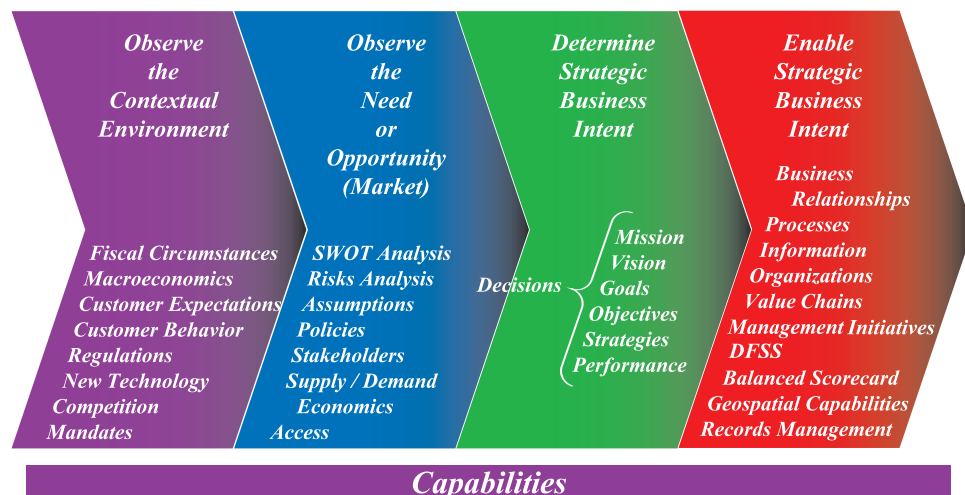 Observe
the
Contextual
Environment
Fiscal Circumstances
Macroeconomics
Customer Expectations
Customer Behavior
Regulations
New Technology
Competition
Mandates
Observe
the
Need
or
Opportunity
(Market)
SWOT Analysis
Risks Analysis
Assumptions
Policies
Stakeholders
Supply / Demand
Economics
Access
Determine
Strategic
Business
Intent
Decisions
Mission
Vision
Goals
Objectives
Strategies
Performance
Enable
Strategic
Business
Intent
Business
Relationships
Processes
Information
Organizations
Value Chains
Management Initiatives
DFSS
Balanced Scorecard
Geospatial Capabilities
Records Management
Capabilities